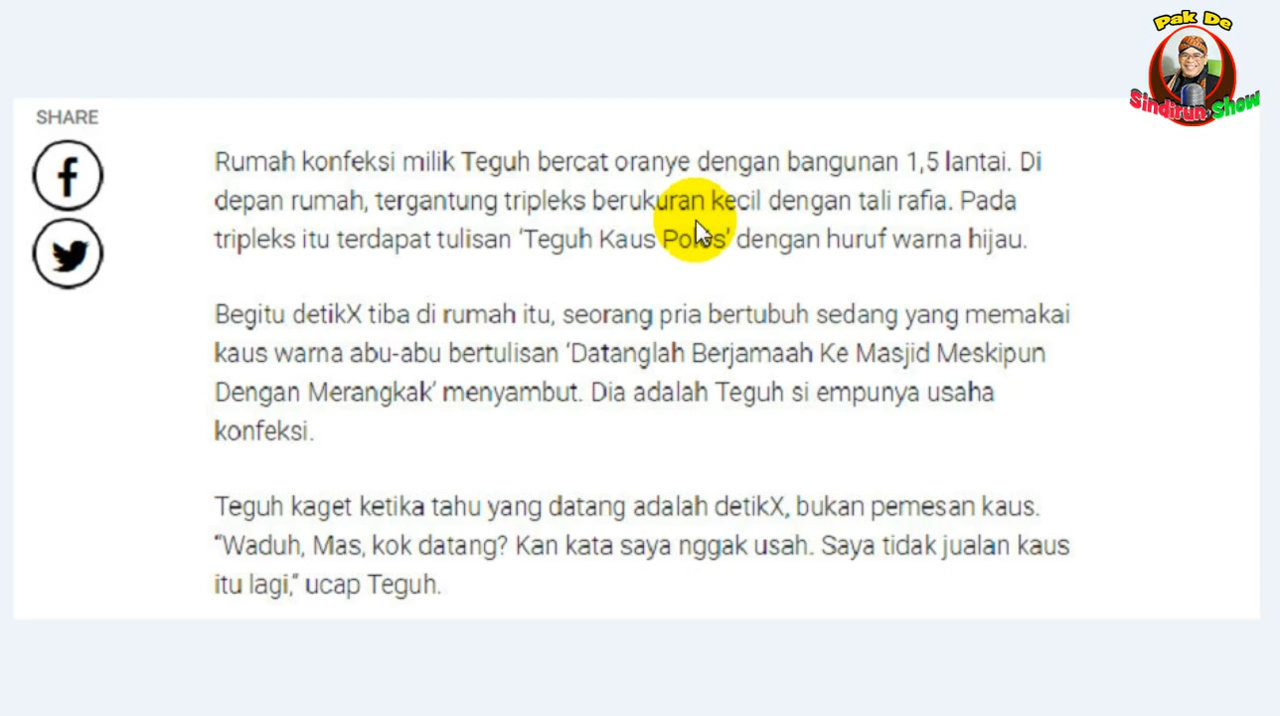 Pak De
Sindirun Show
SHARE
Rumah konfeksi milik Teguh bercat oranye dengan bangunan 1,5 lantai. Di
depan rumah, tergantung tripleks berukuran kecil dengan tali rafia. Pada
tripleks itu terdapat tulisan ‘Teguh Kaus Polos’ dengan huruf warna hijau.
Begitu detikX tiba di rumah itu, seorang pria bertubuh sedang yang memakai
kaus warna abu-abu bertulisan ‘Datanglah Berjamaah Ke Masjid Meskipun
Dengan Merangkak’ menyambut. Dia adalah Teguh si empunya usaha
konfeksi.
Teguh kaget ketika tahu yang datang adalah detikX, bukan pemesan kaus.
“Waduh, Mas, kok datang? Kan kata saya nggak usah. Saya tidak jualan kaus
itu lagi,” ucap Teguh.